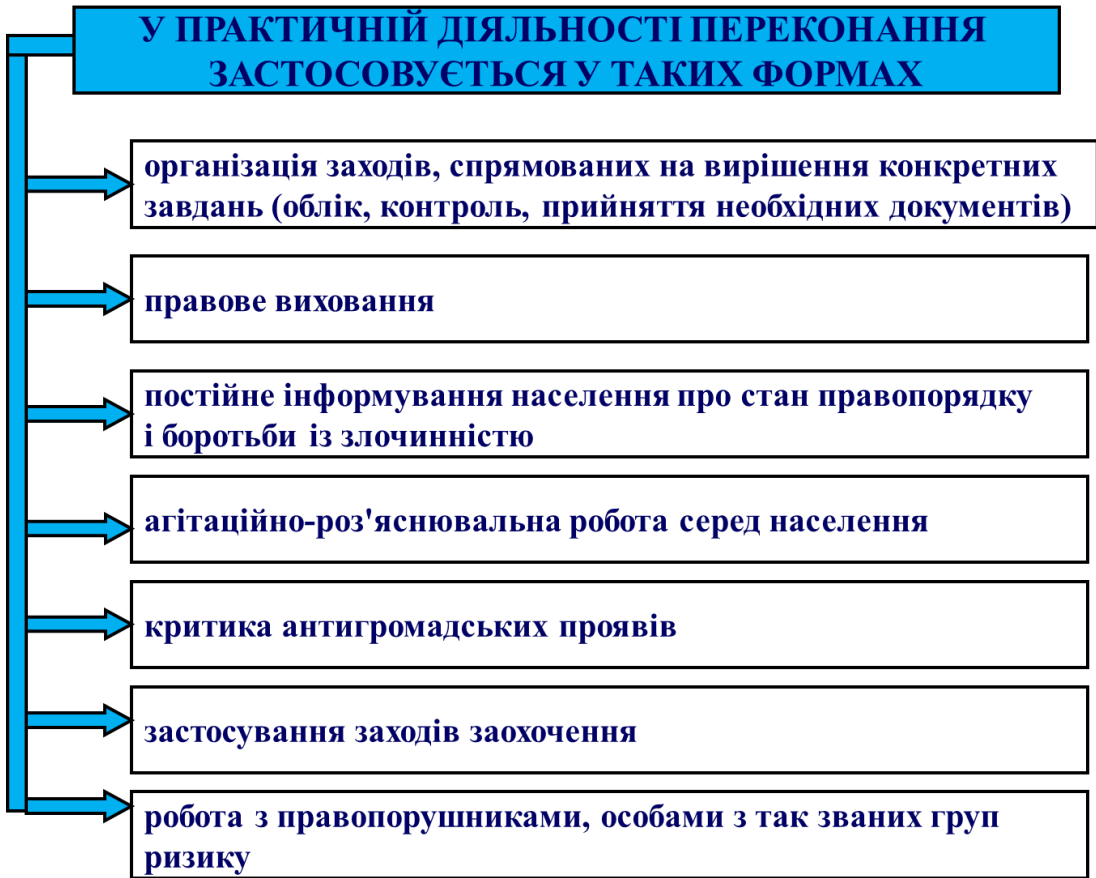 У ПРАКТИЧНІЙ ДІЯЛЬНОСТІ ПЕРЕКОНАННЯ
ЗАСТОСОВУЄТЬСЯ У ТАКИХ ФОРМАХ
організація заходів, спрямованих на вирішення конкретних
завдань (облік, контроль, прийняття необхідних документів)
правове виховання
постійне інформування населення про стан правопорядку
і боротьби із злочинністю
агітаційно-роз'яснювальна робота серед населення
критика антигромадських проявів
застосування заходів заохочення
робота з правопорушниками, особами з так званих груп
ризику